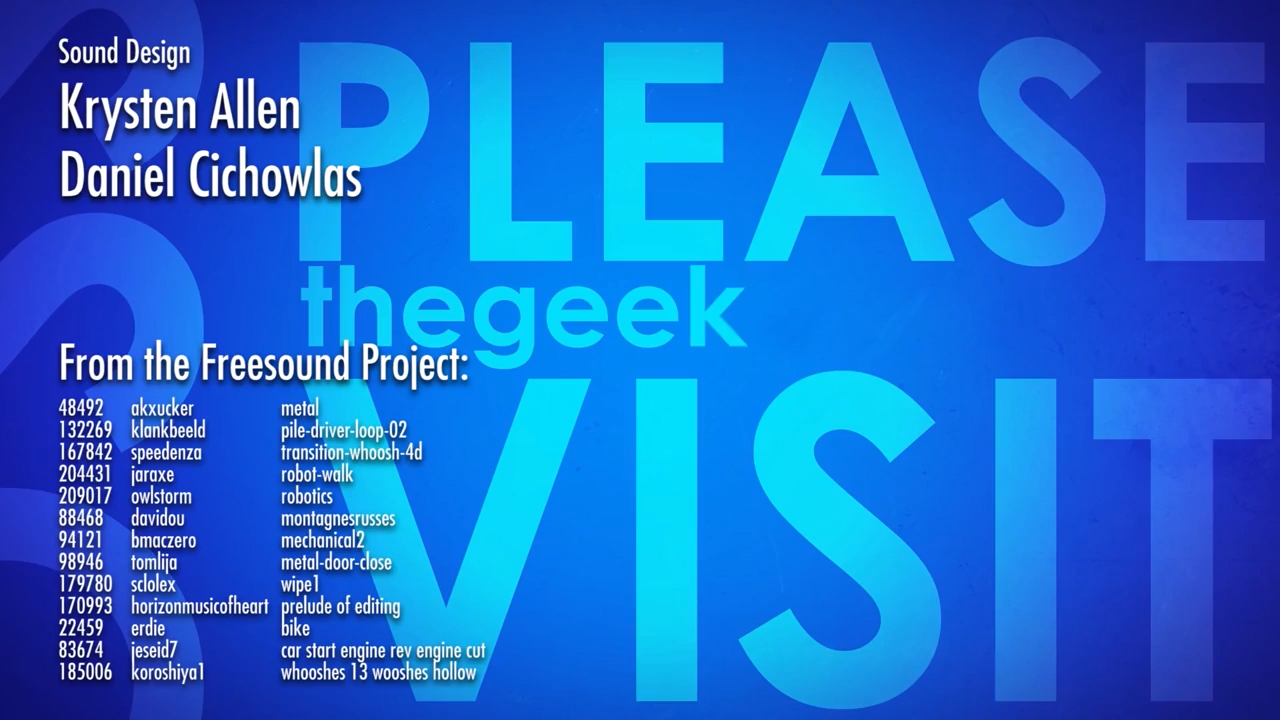 Sound Design
Krysten Allen
Daniel Cichowlas
PLEASE
thegeek
VISIT
From the Freesound Project:
48492 akxucker metal
132269 klankbeeld pile-driver-loop-02
167842 speedenza transition-whoosh-4d
204431 jaraxe robot-walk
209017 owlstorm robotics
88468 davidou montagnesrusses
94121 bmaczero mechanical2
98946 tomlija metal-door-close
179780 sclolex wipe1
170993 horizonmusicofheart prelude of editing
22459 erdie bike
83674 jeseid7 car start engine rev engine cut
185006 koroshiya1 whooshes 13 wooshes hollow